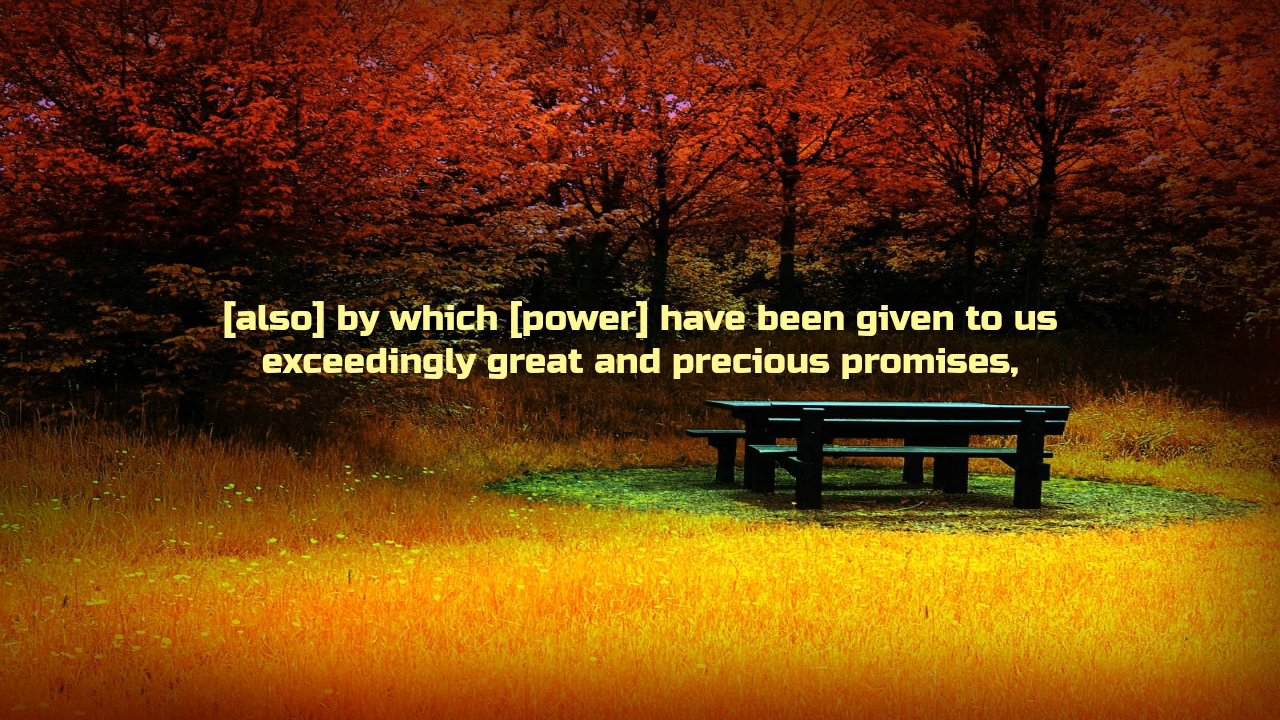 [also] by which [power] have been given to us
exceedingly great and precious promises,